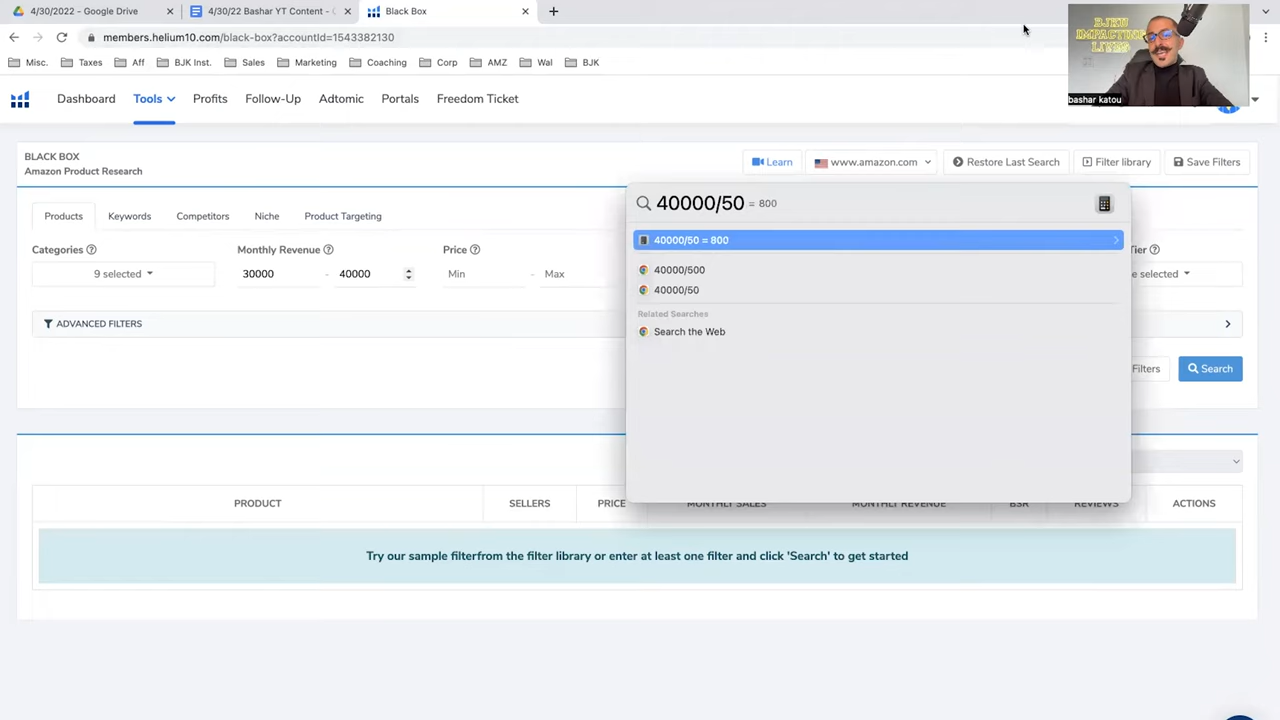 4/30/2022 - Google Drive
4/30/22 Bashar YT Content -
Black Box
members.helium10.com/black-box?accountId=1543382130
Misc.
Taxes
Aff
BJK Inst.
Sales
Marketing
Coaching
Corp
AMZ
Wal
BJK
BJKU
IMPACTING
LIVES
bashar katou
Dashboard
Tools
Profits
Follow-Up
Adtomic
Portals
Freedom Ticket
BLACK BOX
Amazon Product Research
Learn
www.amazon.com
Restore Last Search
Filter library
Save Filters
40000/50 = 800
40000/50 = 800
40000/500
40000/50
Related Searches
Search the Web
Products
Keywords
Competitors
Niche
Product Targeting
Categories
Monthly Revenue
Price
Tier
9 selected
30000 - 40000
Min - Max
e selected
ADVANCED FILTERS
Filters
Search
PRODUCT
SELLERS
PRICE
MONTHLY SALES
MONTHLY REVENUE
BSR
REVIEWS
ACTIONS
Try our sample filterfrom the filter library or enter at least one filter and click 'Search' to get started